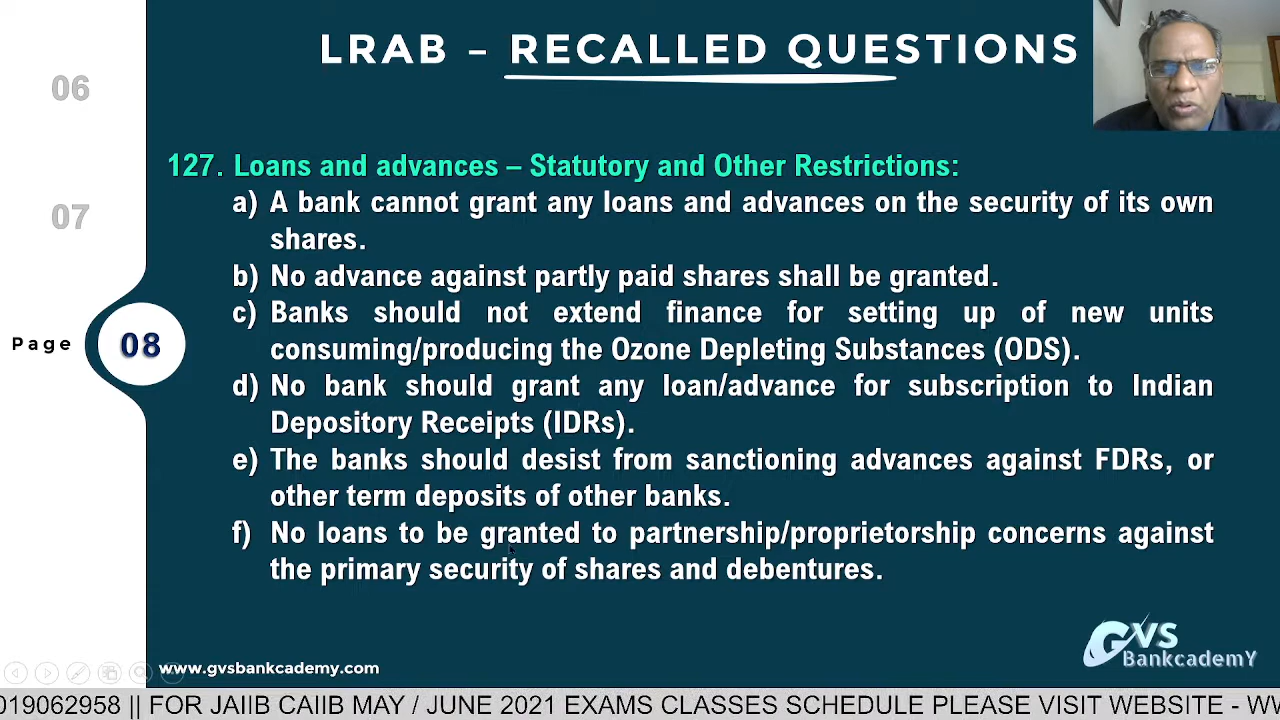 LRAB – RECALLED QUESTIONS
06
07
Page 08
127. Loans and advances – Statutory and Other Restrictions:
a) A bank cannot grant any loans and advances on the security of its own
shares.
b) No advance against partly paid shares shall be granted.
c) Banks should not extend finance for setting up of new units
consuming/producing the Ozone Depleting Substances (ODS).
d) No bank should grant any loan/advance for subscription to Indian
Depository Receipts (IDRs).
e) The banks should desist from sanctioning advances against FDRs, or
other term deposits of other banks.
f) No loans to be granted to partnership/proprietorship concerns against
the primary security of shares and debentures.
GVS
BankcademY
www.gvsbankcademy.com
019062958 || FOR JAIIB CAIIB MAY / JUNE 2021 EXAMS CLASSES SCHEDULE PLEASE VISIT WEBSITE - WW